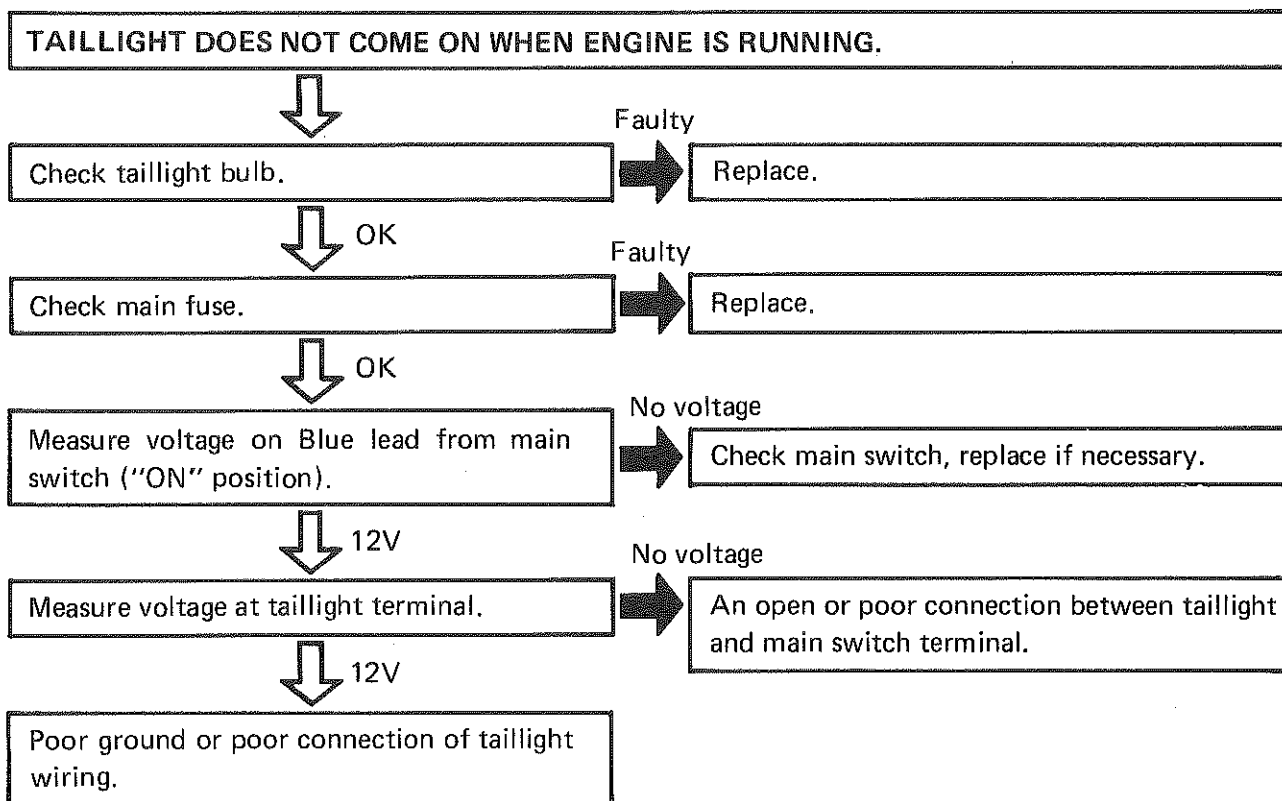 TAILLIGHT DOES NOT COME ON WHEN ENGINE IS RUNNING.
Faulty
Check taillight bulb.
Replace.
OK
Faulty
Check main fuse.
Replace.
OK
No voltage
Measure voltage on Blue lead from main
switch ("ON" position).
Check main switch, replace if necessary.
12V
No voltage
Measure voltage at taillight terminal.
An open or poor connection between taillight
and main switch terminal.
12V
Poor ground or poor connection of taillight
wiring.